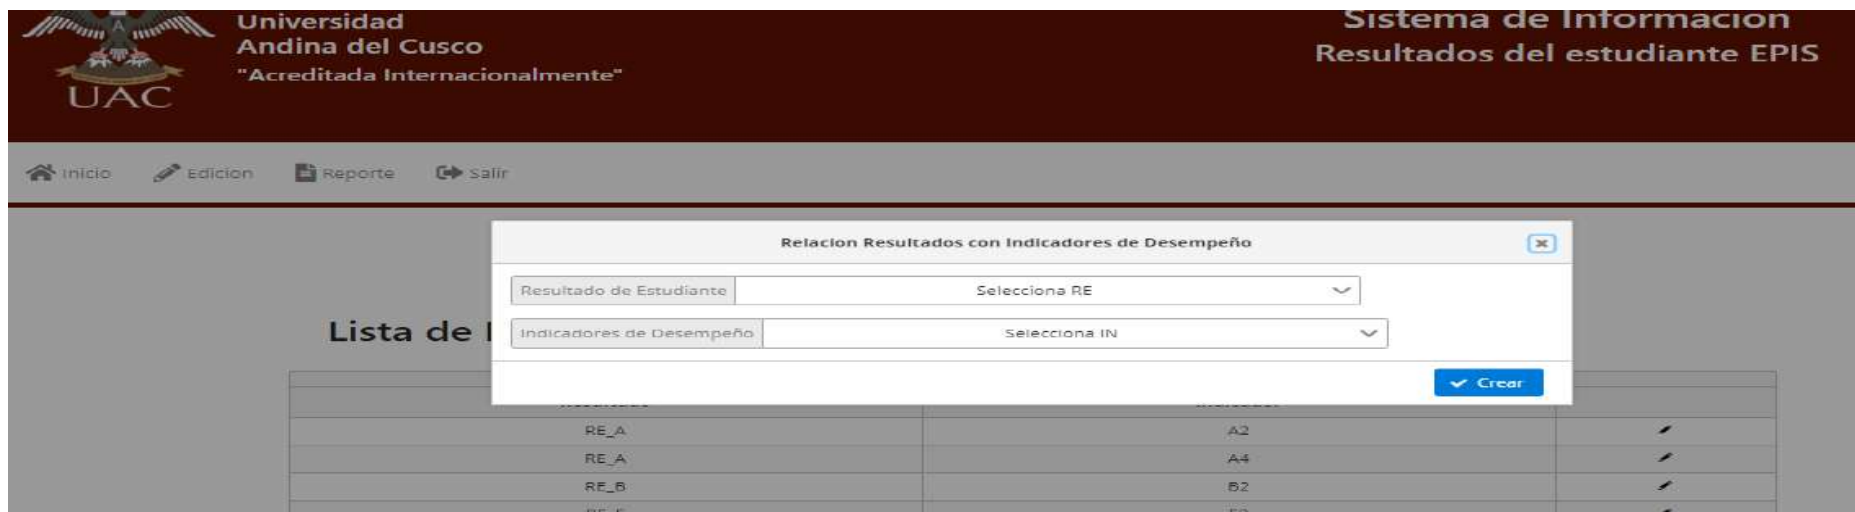 Universidad
Andina del Cusco
"Acreditada Internacionalmente"
UAC
Sistema de Informacion
Resultados del estudiante EPIS
Inicio Edicion Reporte Salir
Relacion Resultados con Indicadores de Desempeño
Resultado de Estudiante Selecciona RE
Lista de
Indicadores de Desempeño Selecciona IN
Crear
RE_A A2
RE_A A4
RE_B B2